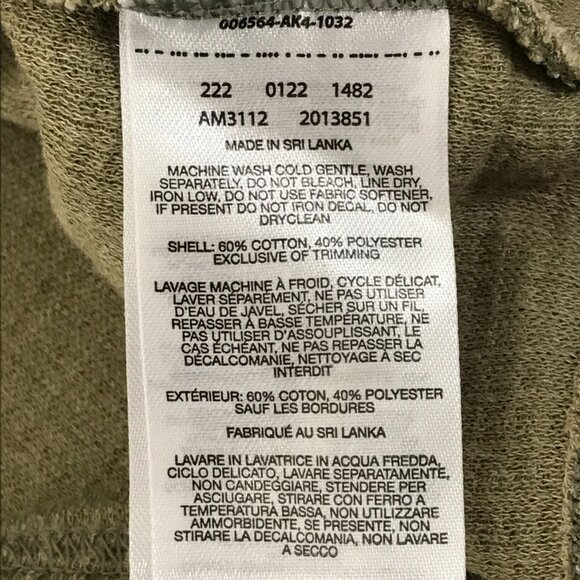 006564-AK4-1032
222 0122 1482
AM3112 2013851
MADE IN SRI LANKA
MACHINE WASH COLD GENTLE, WASH
SEPARATELY, DO NOT BLEACH, LINE DRY,
IRON LOW, DO NOT USE FABRIC SOFTENER,
IF PRESENT DO NOT IRON DECAL, DO NOT
DRYCLEAN
SHELL: 60% COTTON, 40% POLYESTER
EXCLUSIVE OF TRIMMING
LAVAGE MACHINE À FROID, CYCLE DÉLICAT,
LAVER SÉPARÉMENT, NE PAS UTILISER
D'EAU DE JAVEL, SÉCHER SUR UN FIL,
REPASSER À BASSE TEMPÉRATURE, NE
PAS UTILISER D'ASSOUPLISSANT, LE
CAS ÉCHÉANT, NE PAS REPASSER LA
DÉCALCOMANIE, NETTOYAGE À SEC
INTERDIT
EXTÉRIEUR: 60% COTON, 40% POLYESTER
SAUF LES BORDURES
FABRIQUÉ AU SRI LANKA
LAVARE IN LAVATRICE IN ACQUA FREDDA,
CICLO DELICATO, LAVARE SEPARATAMENTE,
NON CANDEGGIARE, STENDERE PER
ASCIUGARE, STIRARE CON FERRO A
TEMPERATURA BASSA, NON UTILIZZARE
AMMORBIDENTE, SE PRESENTE, NON
STIRARE LA DECALCOMANIA, NON LAVARE
A SECCO